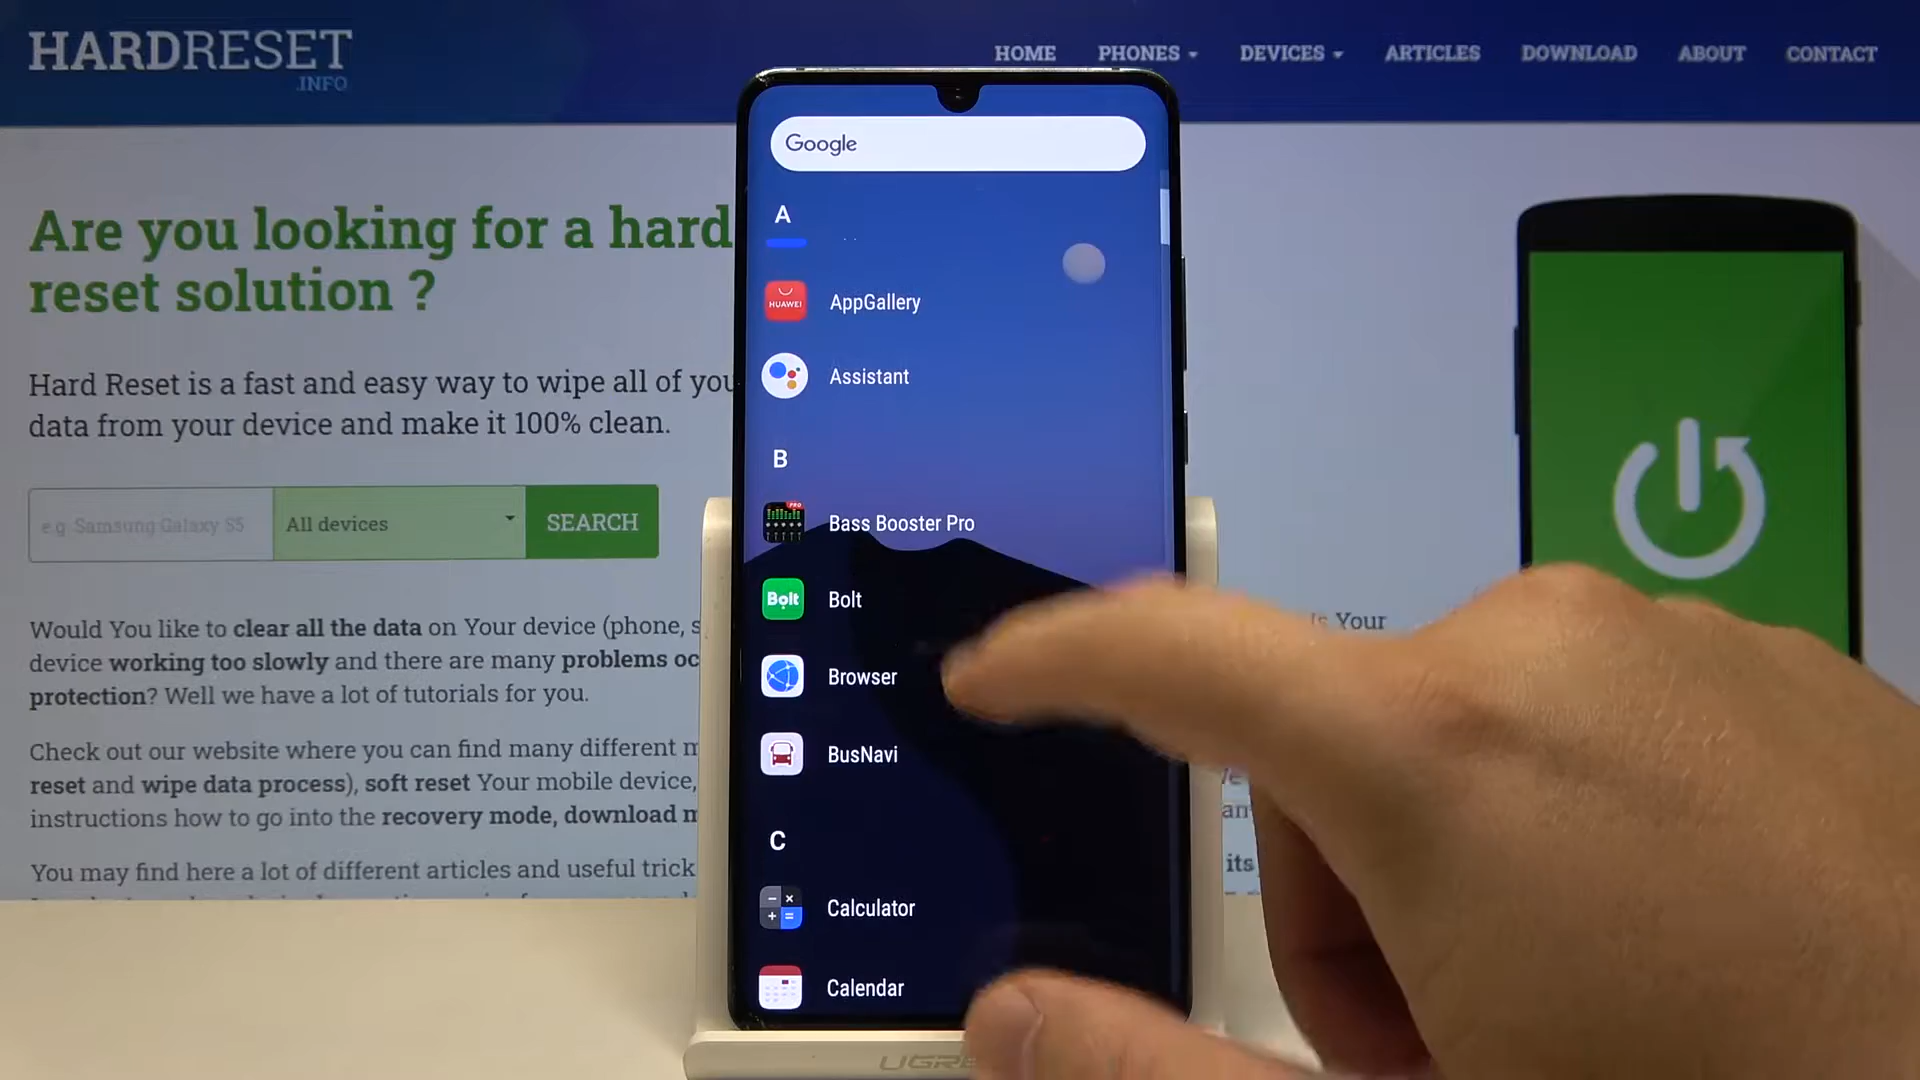 HARDRESET
.INFO
HOME PHONES DEVICES ARTICLES DOWNLOAD ABOUT CONTACT
Are you looking for a hard
reset solution ?
Hard Reset is a fast and easy way to wipe all of you
data from your device and make it 100% clean.
e.g. Samsung Galaxy S5 All devices SEARCH
Would You like to clear all the data on Your device (phone, s
device working too slowly and there are many problems oc
protection? Well we have a lot of tutorials for you.
Check out our website where you can find many different m
reset and wipe data process), soft reset Your mobile device,
instructions how to go into the recovery mode, download m
You may find here a lot of different articles and useful trick
Google
A
HUAWEI AppGallery
Assistant
B
PRO Bass Booster Pro
Bolt Bolt
Browser
BusNavi
C
Calculator
Calendar
Is Your
We
an
its
UGRE